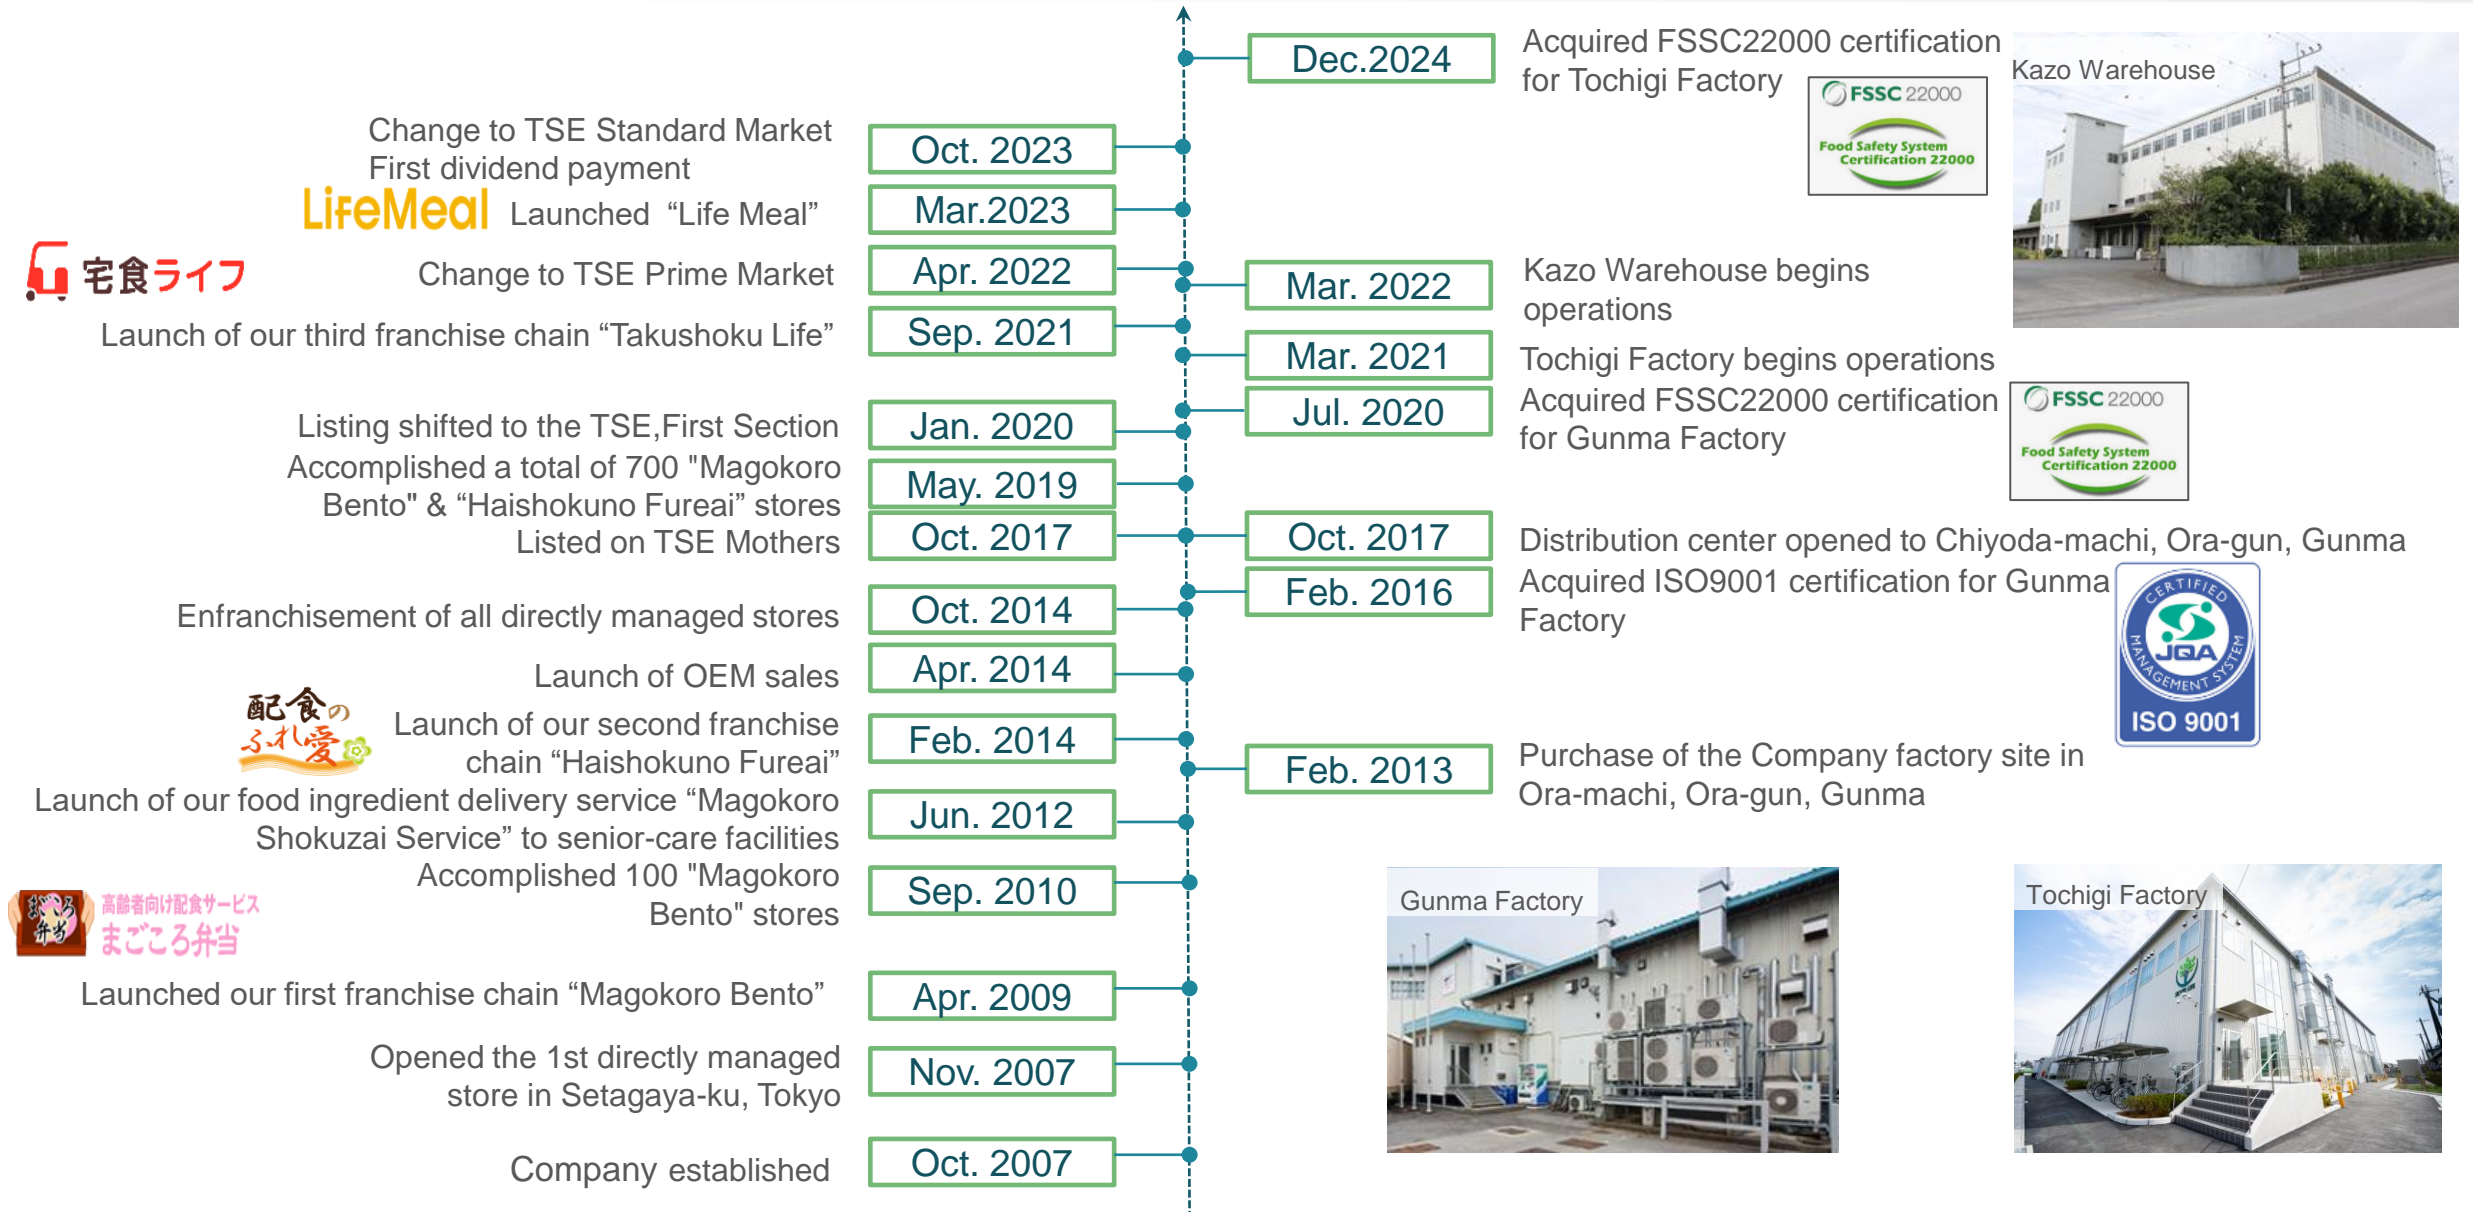 Dec.2024
Acquired FSSC22000 certification
for Tochigi Factory
FSSC 22000
Food Safety System
Certification 22000
Kazo Warehouse
Change to TSE Standard Market
First dividend payment
Oct. 2023
LifeMeal
Launched “Life Meal”
Mar.2023
宅食ライフ
Change to TSE Prime Market
Apr. 2022
Mar. 2022
Kazo Warehouse begins
operations
Launch of our third franchise chain “Takushoku Life”
Sep. 2021
Mar. 2021
Tochigi Factory begins operations
Jul. 2020
Acquired FSSC22000 certification
for Gunma Factory
FSSC 22000
Food Safety System
Certification 22000
Listing shifted to the TSE,First Section
Jan. 2020
Accomplished a total of 700 "Magokoro
Bento" & “Haishokuno Fureai” stores
May. 2019
Listed on TSE Mothers
Oct. 2017
Oct. 2017
Distribution center opened to Chiyoda-machi, Ora-gun, Gunma
Feb. 2016
Acquired ISO9001 certification for Gunma
Factory
CERTIFIED
JQA
MANAGEMENT SYSTEM
ISO 9001
Enfranchisement of all directly managed stores
Oct. 2014
Launch of OEM sales
Apr. 2014
配食の
ふれ愛
Launch of our second franchise
chain “Haishokuno Fureai”
Feb. 2014
Feb. 2013
Purchase of the Company factory site in
Ora-machi, Ora-gun, Gunma
Launch of our food ingredient delivery service “Magokoro
Shokuzai Service” to senior-care facilities
Jun. 2012
Accomplished 100 "Magokoro
Bento" stores
Sep. 2010
まごころ
弁当
高齢者向け配食サービス
まごころ弁当
Launched our first franchise chain “Magokoro Bento”
Apr. 2009
Opened the 1st directly managed
store in Setagaya-ku, Tokyo
Nov. 2007
Company established
Oct. 2007
Gunma Factory
Tochigi Factory